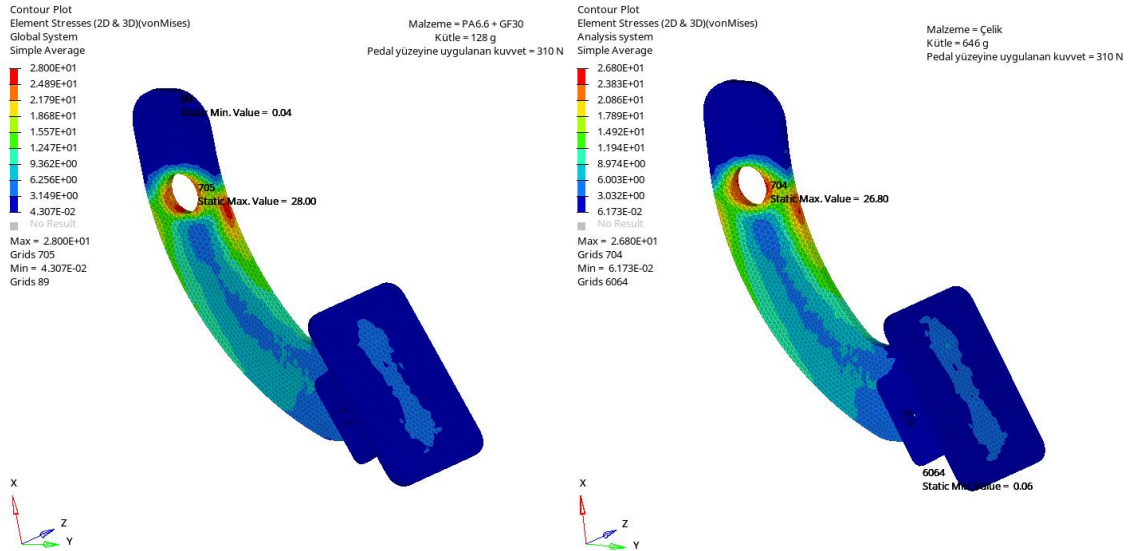 Contour Plot
Element Stresses (2D & 3D)(vonMises)
Global System
Simple Average
2.800E+01
2.489E+01
2.179E+01
1.868E+01
1.557E+01
1.247E+01
9.362E+00
6.256E+00
3.149E+00
4.307E-02
No Result
Max = 2.800E+01
Grids 705
Min = 4.307E-02
Grids 89
Malzeme = PA6.6 + GF30
Kütle = 128 g
Pedal yüzeyine uygulanan kuvvet = 310 N
Static Min. Value = 0.04
705
Static Max. Value = 28.00
X
Z
Y
Contour Plot
Element Stresses (2D & 3D)(vonMises)
Analysis system
Simple Average
2.680E+01
2.383E+01
2.086E+01
1.789E+01
1.492E+01
1.194E+01
8.974E+00
6.003E+00
3.032E+00
6.173E-02
No Result
Max = 2.680E+01
Grids 704
Min = 6.173E-02
Grids 6064
Malzeme = Çelik
Kütle = 646 g
Pedal yüzeyine uygulanan kuvvet = 310 N
704
Static Max. Value = 26.80
6064
Static Min. Value = 0.06
X
Z
Y